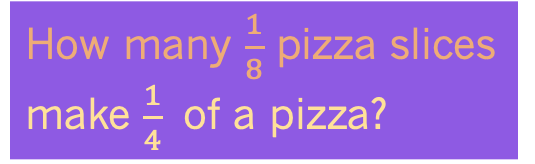 How many 1/8 pizza slices
make 1/4 of a pizza?